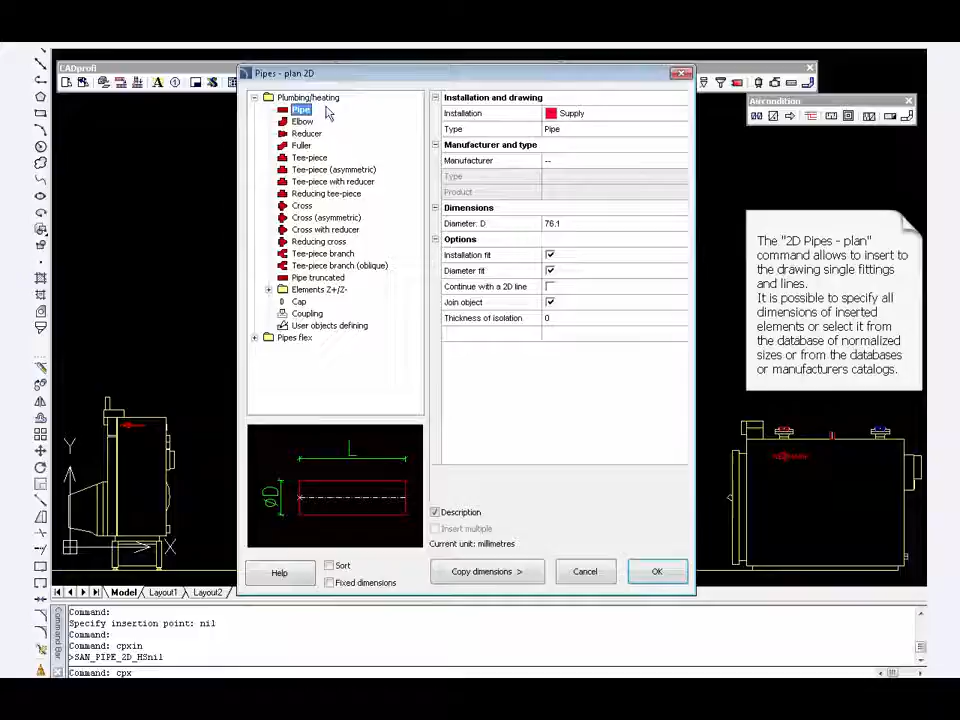 CADprofi
Pipes - plan 2D
Plumbing/heating
Pipe
Elbow
Reducer
Fuller
Tee-piece
Tee-piece (asymmetric)
Tee-piece with reducer
Reducing tee-piece
Cross
Cross (asymmetric)
Cross with reducer
Reducing cross
Tee-piece branch
Tee-piece branch (oblique)
Pipe truncated
Elements Z+/Z-
Cap
Coupling
User objects defining
Pipes flex
Installation and drawing
Installation Supply
Type Pipe
Manufacturer and type
Manufacturer --
Type
Product
Dimensions
Diameter: D 76.1
Options
Installation fit
Diameter fit
Continue with a 2D line
Join object
Thickness of isolation 0
L
øD
Description
Insert multiple
Current unit: millimetres
Help
Sort
Fixed dimensions
Copy dimensions >
Cancel
OK
Aircondition
The "2D Pipes - plan"
command allows to insert to
the drawing single fittings
and lines.
It is possible to specify all
dimensions of inserted
elements or select it from
the database of normalized
sizes or from the databases
or manufacturers catalogs.
Y
X
Model Layout1 Layout2
Command Bar
Command:
Specify insertion point: nil
Command:
Command: cpxin
>SAN_PIPE_2D_HSnil
Command: cpx